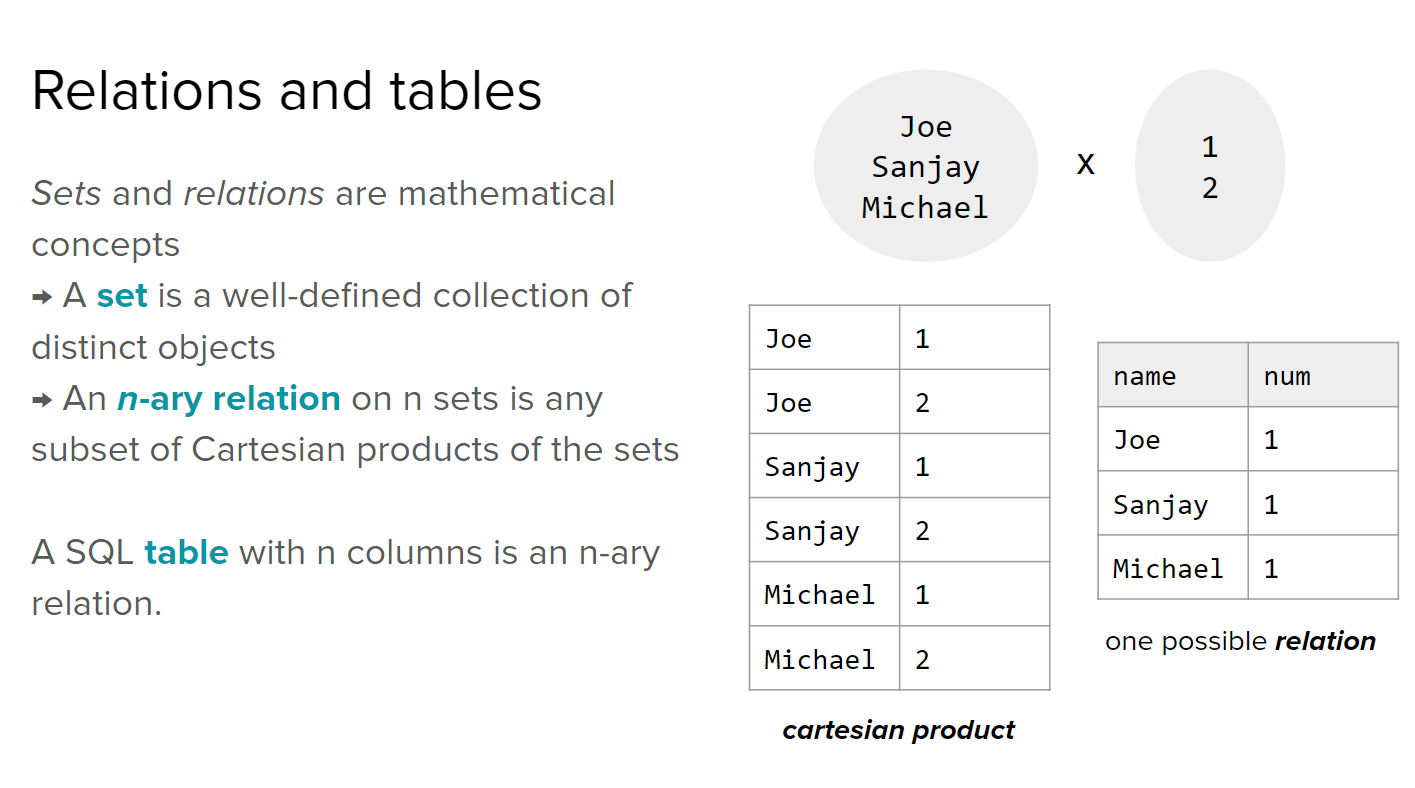 Relations and tables
Sets and relations are mathematical
concepts
➡ A set is a well-defined collection of
distinct objects
➡ An n-ary relation on n sets is any
subset of Cartesian products of the sets
A SQL table with n columns is an n-ary
relation.
Joe
Sanjay
Michael
x
1
2
Joe 1
Joe 2
Sanjay 1
Sanjay 2
Michael 1
Michael 2
cartesian product
name num
Joe 1
Sanjay 1
Michael 1
one possible relation